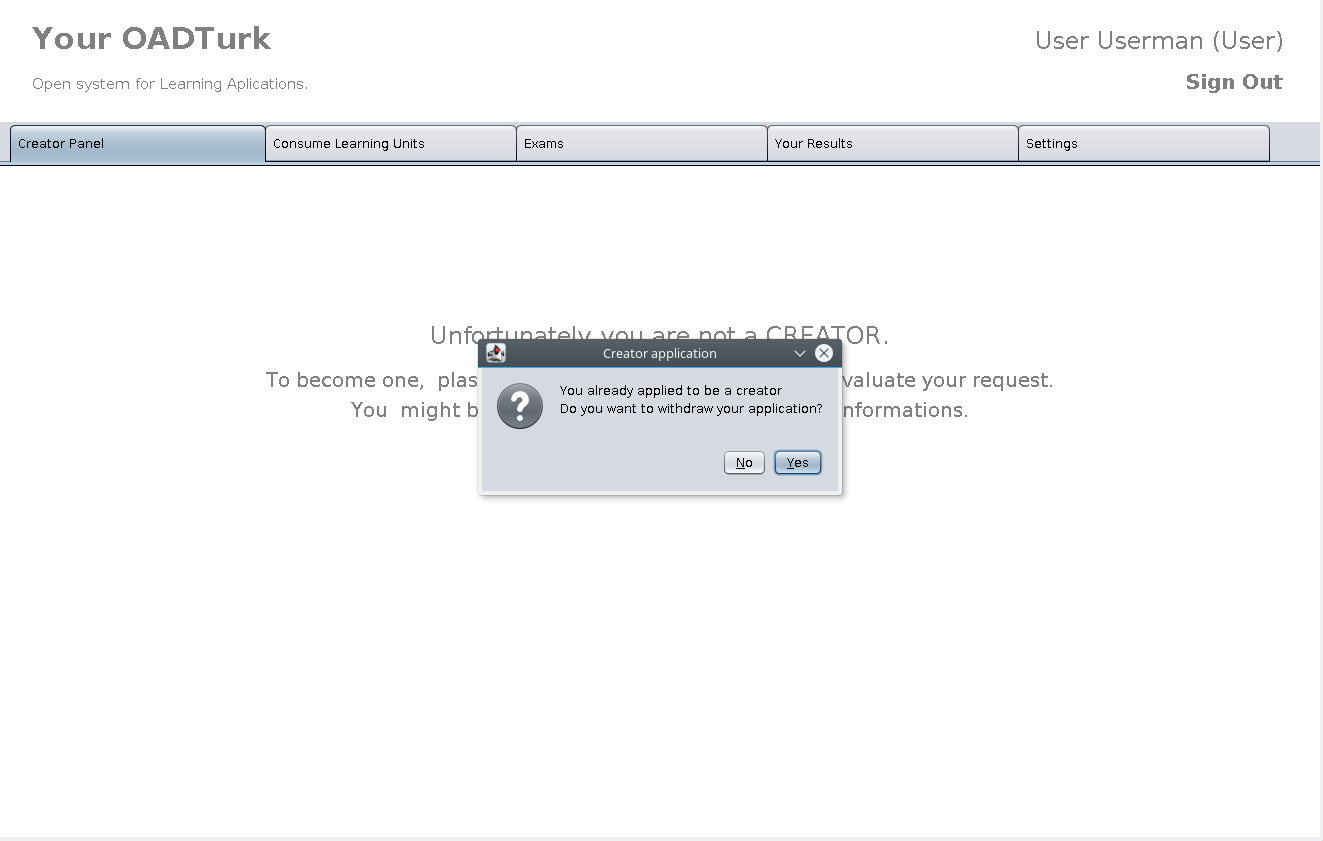 Your OADTurk
User Userman (User)
Open system for Learning Aplications.
Sign Out
Creator Panel
Consume Learning Units
Exams
Your Results
Settings
Unfortunately you are not a CREATOR.
Creator application
To become one, plas
valuate your request.
You already applied to be a creator
You might b
Do you want to withdraw your application?
nformations.
No
Yes